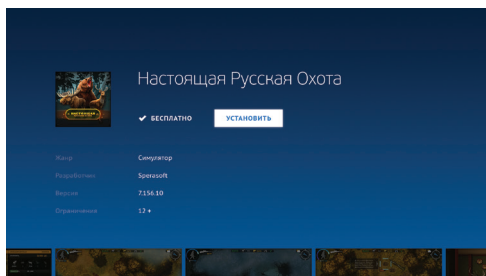 Настоящая Русская Охота
БЕСПЛАТНО УСТАНОВИТЬ
Жанр Симулятор
Разработчик Sperasoft
Версия 7.156.10
Ограничения 12 +